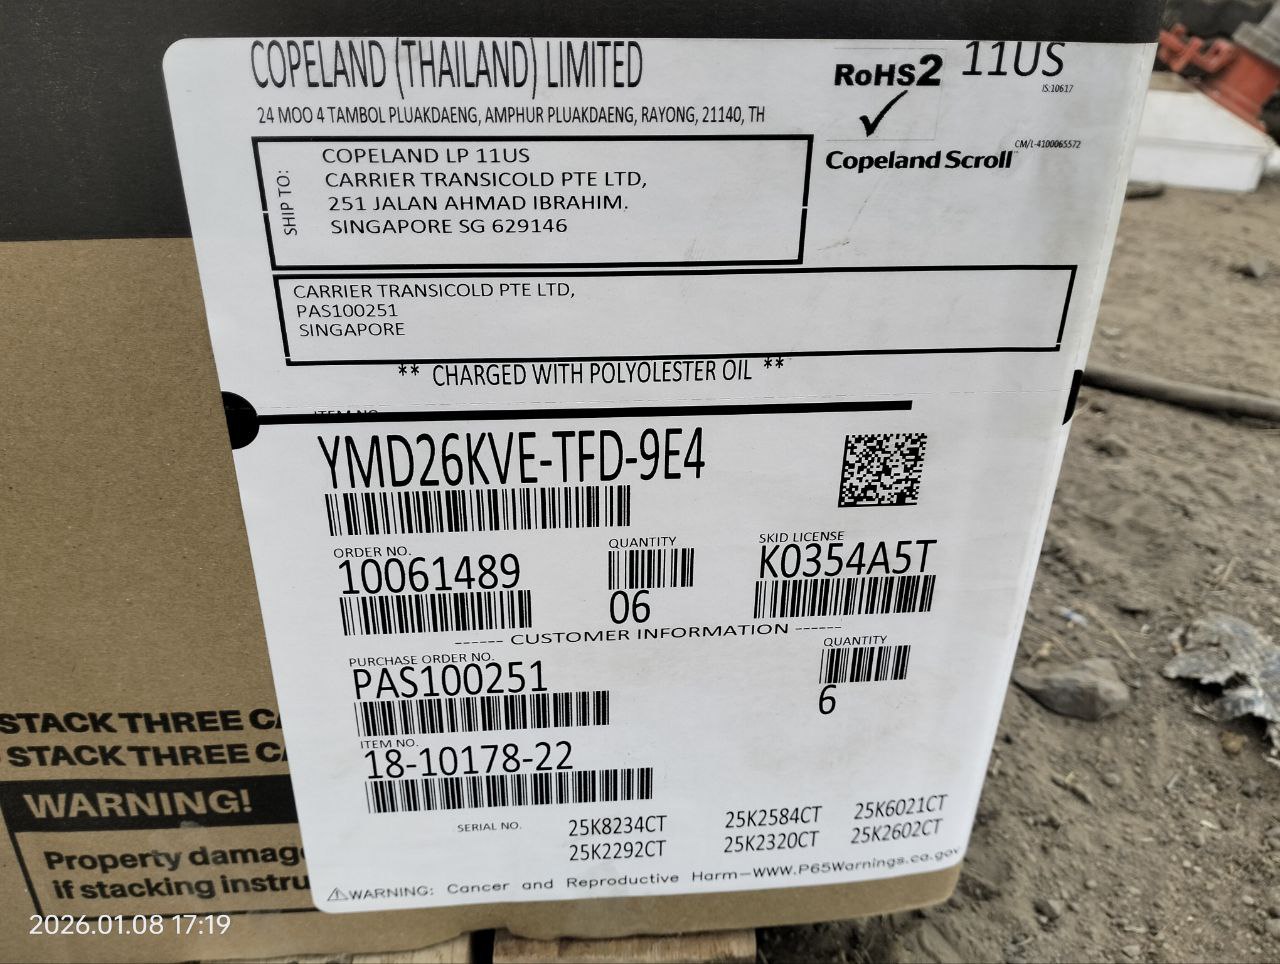 COPELAND (THAILAND) LIMITED
24 MOO 4 TAMBOL PLUAKDAENG, AMPHUR PLUAKDAENG, RAYONG, 21140, TH
RoHS2
11US
IS:10617
CM/L-4100065572
Copeland Scroll™
SHIP TO:
COPELAND LP 11US
CARRIER TRANSICOLD PTE LTD,
251 JALAN AHMAD IBRAHIM.
SINGAPORE SG 629146
CARRIER TRANSICOLD PTE LTD,
PAS100251
SINGAPORE
** CHARGED WITH POLYOLESTER OIL **
ITEM NO
YMD26KVE-TFD-9E4
ORDER NO.
10061489
QUANTITY
06
SKID LICENSE
K0354A5T
------ CUSTOMER INFORMATION ------
PURCHASE ORDER NO.
PAS100251
QUANTITY
6
ITEM NO.
18-10178-22
SERIAL NO.
25K8234CT 25K2584CT 25K6021CT
25K2292CT 25K2320CT 25K2602CT
⚠WARNING: Cancer and Reproductive Harm-WWW.P65Warnings.ca.gov
STACK THREE
STACK THREE
WARNING!
Property
if stacking
2026.01.08 17:19